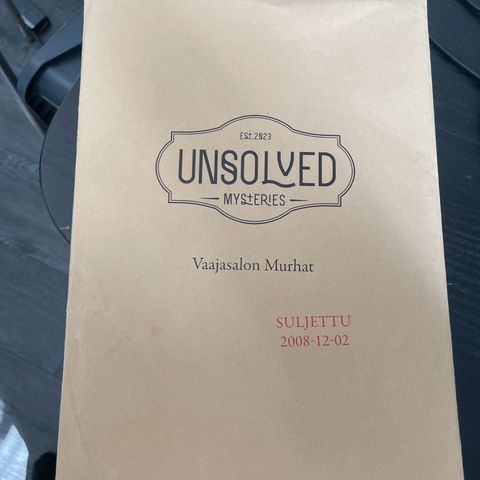 Est. 2023
UNSOLVED
MYSTERIES
Vaajasalon Murhat
SULJETTU
2008-12-02